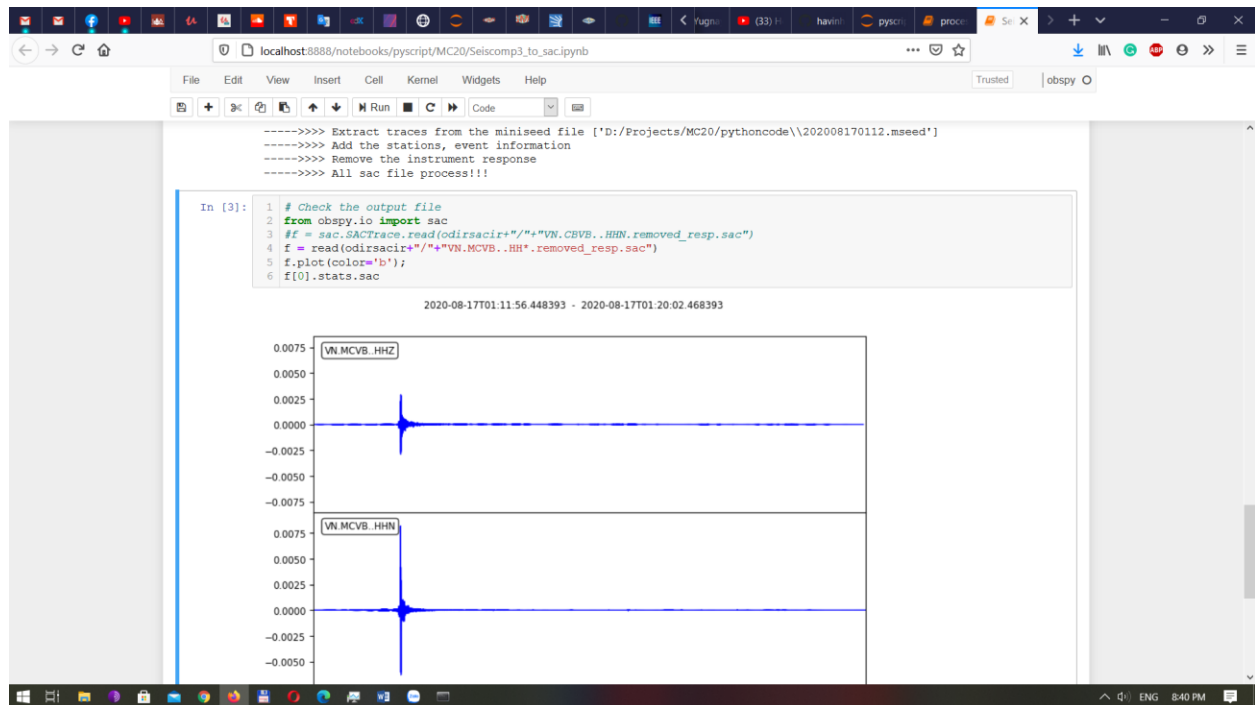 Yugna
(33) H
havinh
pyscri
proce
Se
localhost:8888/notebooks/pyscript/MC20/Seiscomp3_to_sac.ipynb
File Edit View Insert Cell Kernel Widgets Help
Trusted obspy
Run Code
----->>>> Extract traces from the miniseed file ['D:/Projects/MC20/pythoncode\\202008170112.mseed']
----->>>> Add the stations, event information
----->>>> Remove the instrument response
----->>>> All sac file process!!!
In [3]:
1 # Check the output file
2 from obspy.io import sac
3 #f = sac.SACTrace.read(odirsacir+"/"+"VN.CBVB..HHN.removed_resp.sac")
4 f = read(odirsacir+"/"+"VN.MCVB..HH*.removed_resp.sac")
5 f.plot(color='b');
6 f[0].stats.sac
2020-08-17T01:11:56.448393 - 2020-08-17T01:20:02.468393
VN.MCVB..HHZ
0.0075
0.0050
0.0025
0.0000
−0.0025
−0.0050
−0.0075
VN.MCVB..HHN
0.0075
0.0050
0.0025
0.0000
−0.0025
−0.0050
ENG 8:40 PM